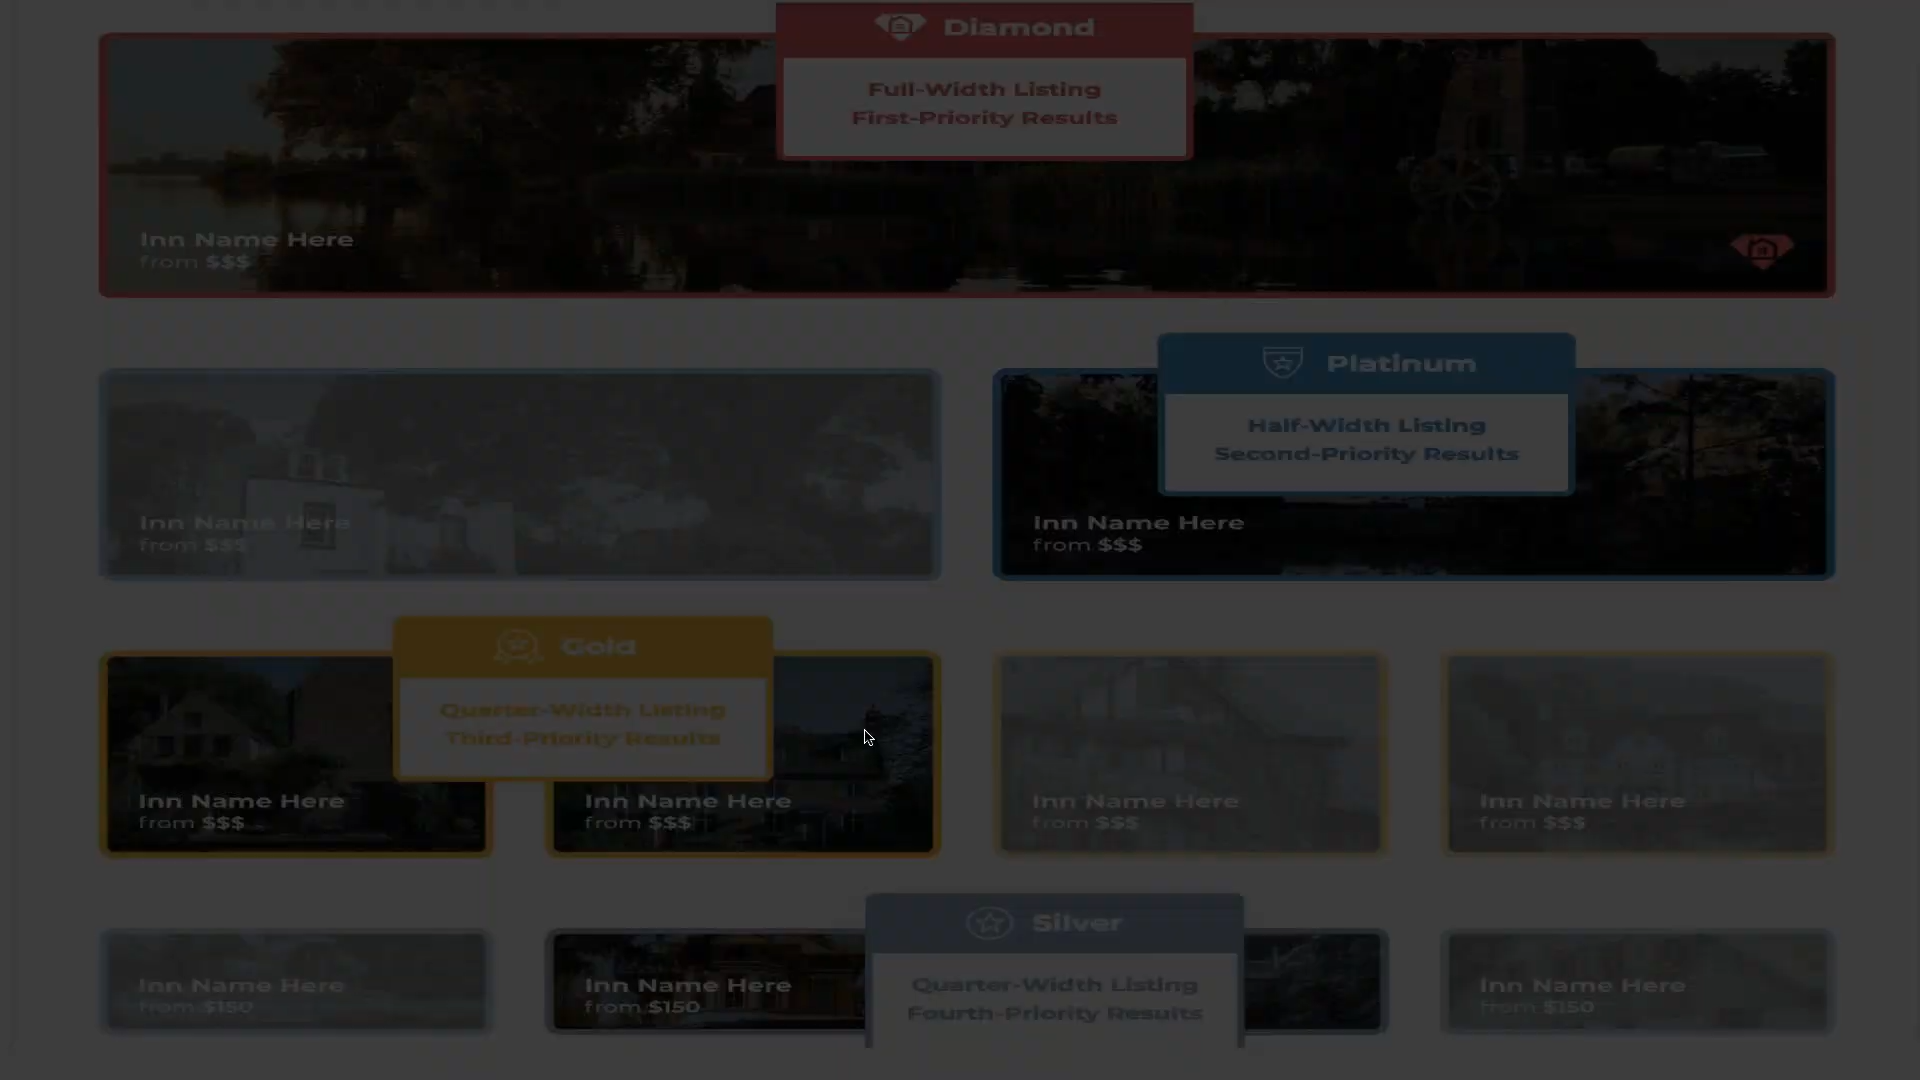 Diamond
Full-Width Listing
First-Priority Results
Inn Name Here
from $$$
Platinum
Half-Width Listing
Second-Priority Results
Inn Name Here
from $$$
Inn Name Here
from $$$
Gold
Quarter-Width Listing
Third-Priority Results
Inn Name Here
from $$$
Inn Name Here
from $$$
Inn Name Here
from $$$
Inn Name Here
from $$$
Silver
Quarter-Width Listing
Fourth-Priority Results
Inn Name Here
from $150
Inn Name Here
from $150
Inn Name Here
from $150